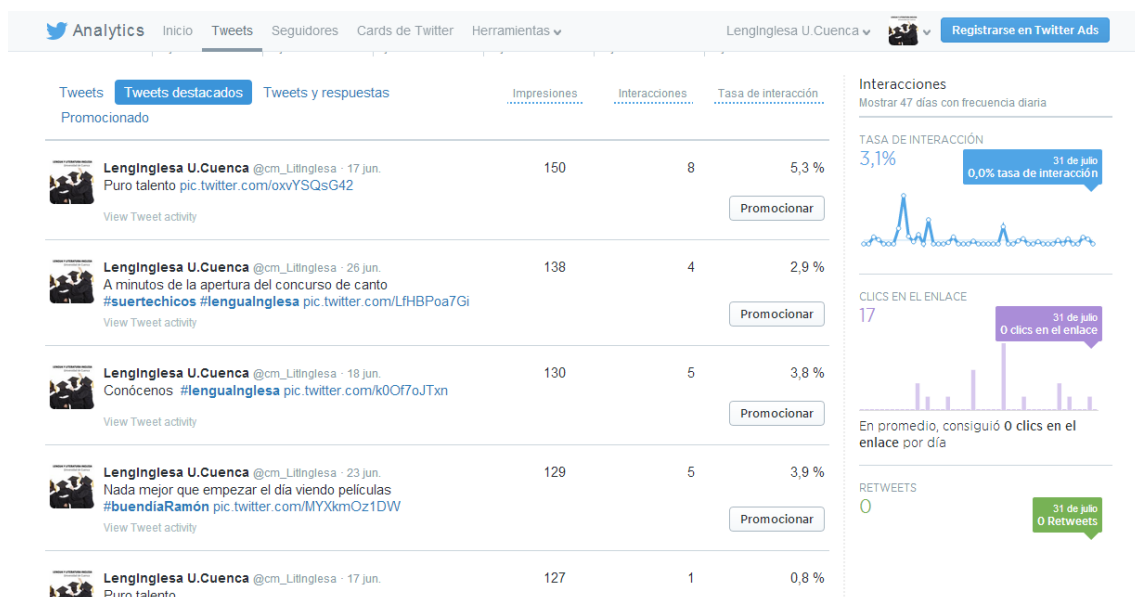 Analytics Inicio Tweets Seguidores Cards de Twitter Herramientas LengInglesa U.Cuenca Registrarse en Twitter Ads
Tweets Tweets destacados Tweets y respuestas
Promocionado
Impresiones Interacciones Tasa de interacción
LengInglesa U.Cuenca @cm_LitInglesa · 17 jun. 150 8 5,3 %
Puro talento pic.twitter.com/oxvYSQsG42
View Tweet activity
Promocionar
LengInglesa U.Cuenca @cm_LitInglesa · 26 jun. 138 4 2,9 %
A minutos de la apertura del concurso de canto
#suertechicos #lenguaInglesa pic.twitter.com/LfHBPoa7Gi
View Tweet activity
Promocionar
LengInglesa U.Cuenca @cm_LitInglesa · 18 jun. 130 5 3,8 %
Conócenos #lenguaInglesa pic.twitter.com/k0Of7oJTxn
View Tweet activity
Promocionar
LengInglesa U.Cuenca @cm_LitInglesa · 23 jun. 129 5 3,9 %
Nada mejor que empezar el día viendo películas
#buendíaRamón pic.twitter.com/MYXkmOz1DW
View Tweet activity
Promocionar
LengInglesa U.Cuenca @cm_LitInglesa · 17 jun. 127 1 0,8 %
Puro talento
Interacciones
Mostrar 47 días con frecuencia diaria
TASA DE INTERACCIÓN
3,1%
31 de julio
0,0% tasa de interacción
CLICS EN EL ENLACE
17
31 de julio
0 clics en el enlace
En promedio, consiguió 0 clics en el
enlace por día
RETWEETS
0
31 de julio
0 Retweets